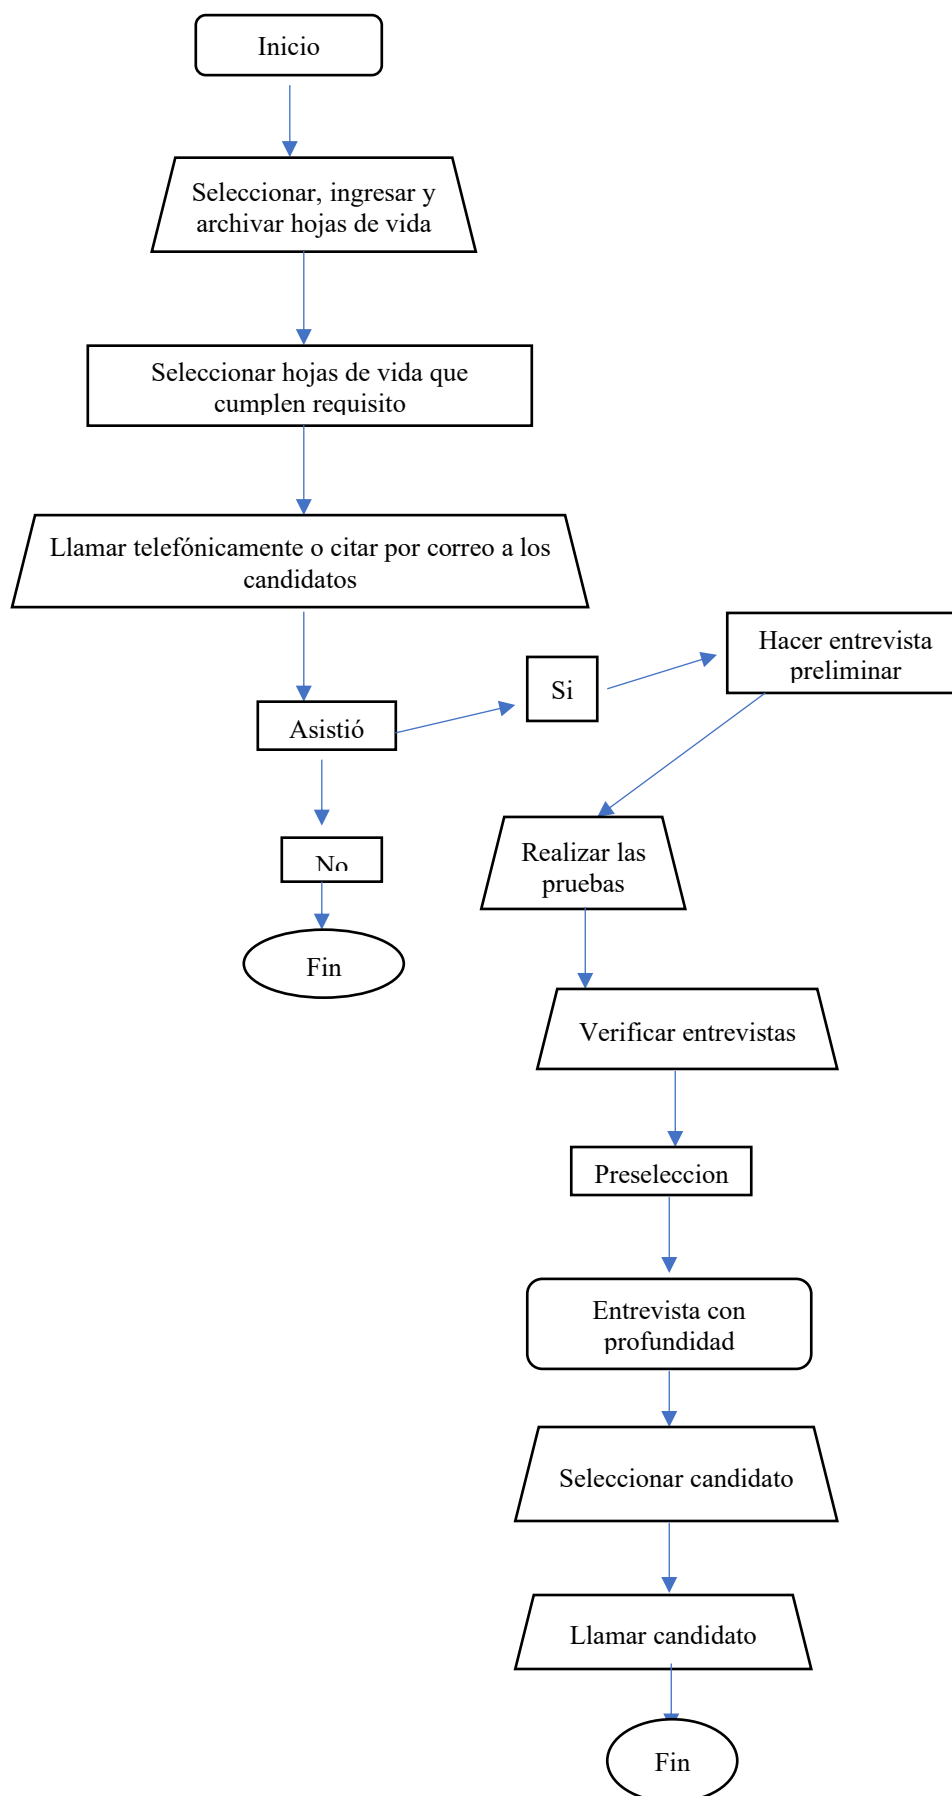 Inicio
Seleccionar, ingresar y
archivar hojas de vida
Seleccionar hojas de vida que
cumplen requisito
Llamar telefónicamente o citar por correo a los
candidatos
Hacer entrevista
preliminar
Si
Asistió
Realizar las
pruebas
No
Fin
Verificar entrevistas
Preseleccion
Entrevista con
profundidad
Seleccionar candidato
Llamar candidato
Fin